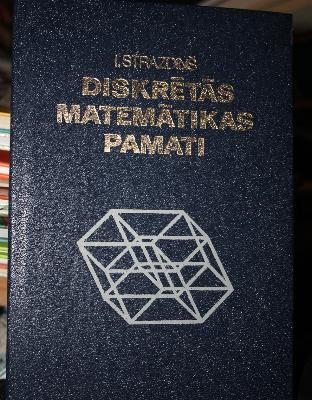 I. STRAZDIŅŠ
DISKRĒTĀS
MATEMĀTIKAS
PAMATI